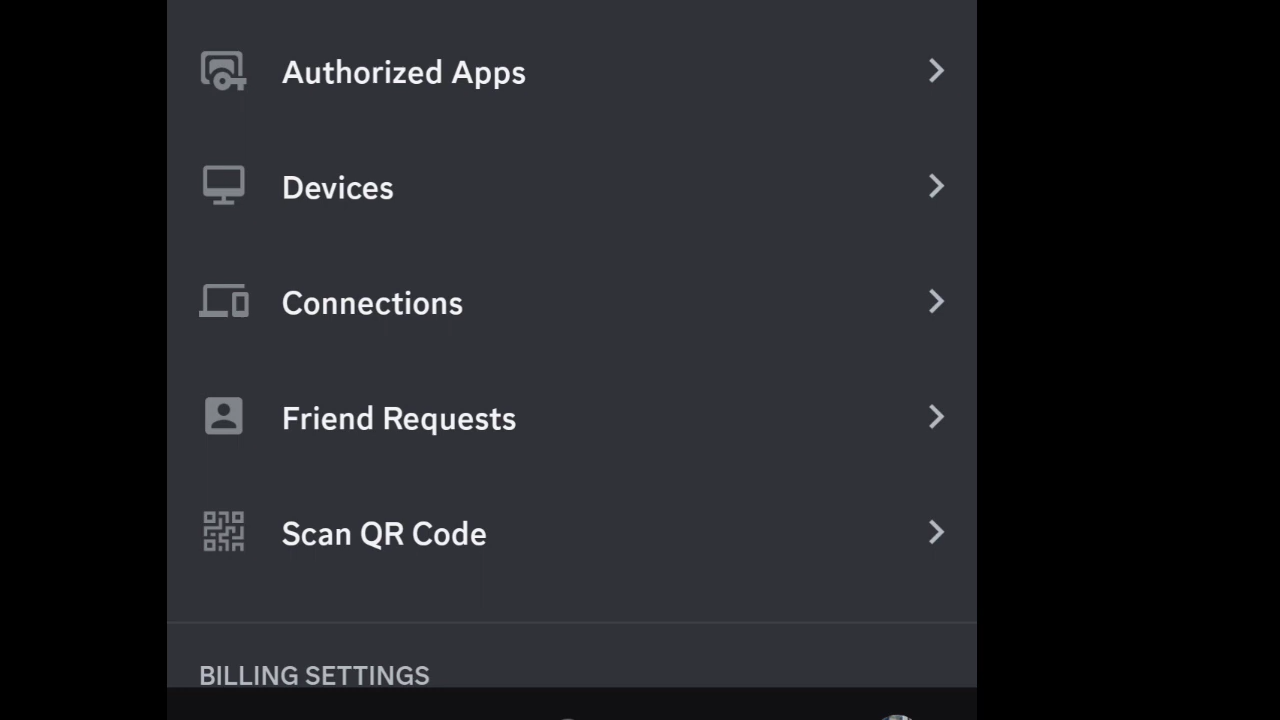 Authorized Apps
Devices
Connections
Friend Requests
Scan QR Code
BILLING SETTINGS